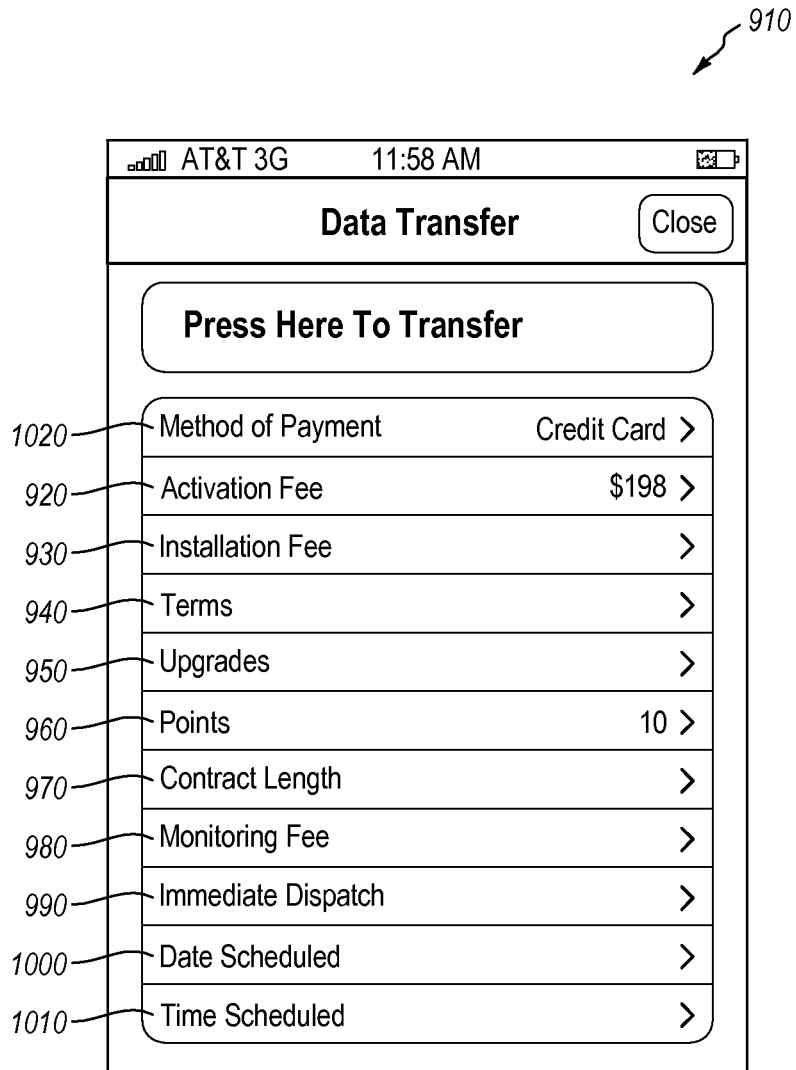 910
AT&T 3G 11:58 AM
Data Transfer Close
Press Here To Transfer
1020 Method of Payment Credit Card >
920 Activation Fee $198 >
930 Installation Fee >
940 Terms >
950 Upgrades >
960 Points 10 >
970 Contract Length >
980 Monitoring Fee >
990 Immediate Dispatch >
1000 Date Scheduled >
1010 Time Scheduled >